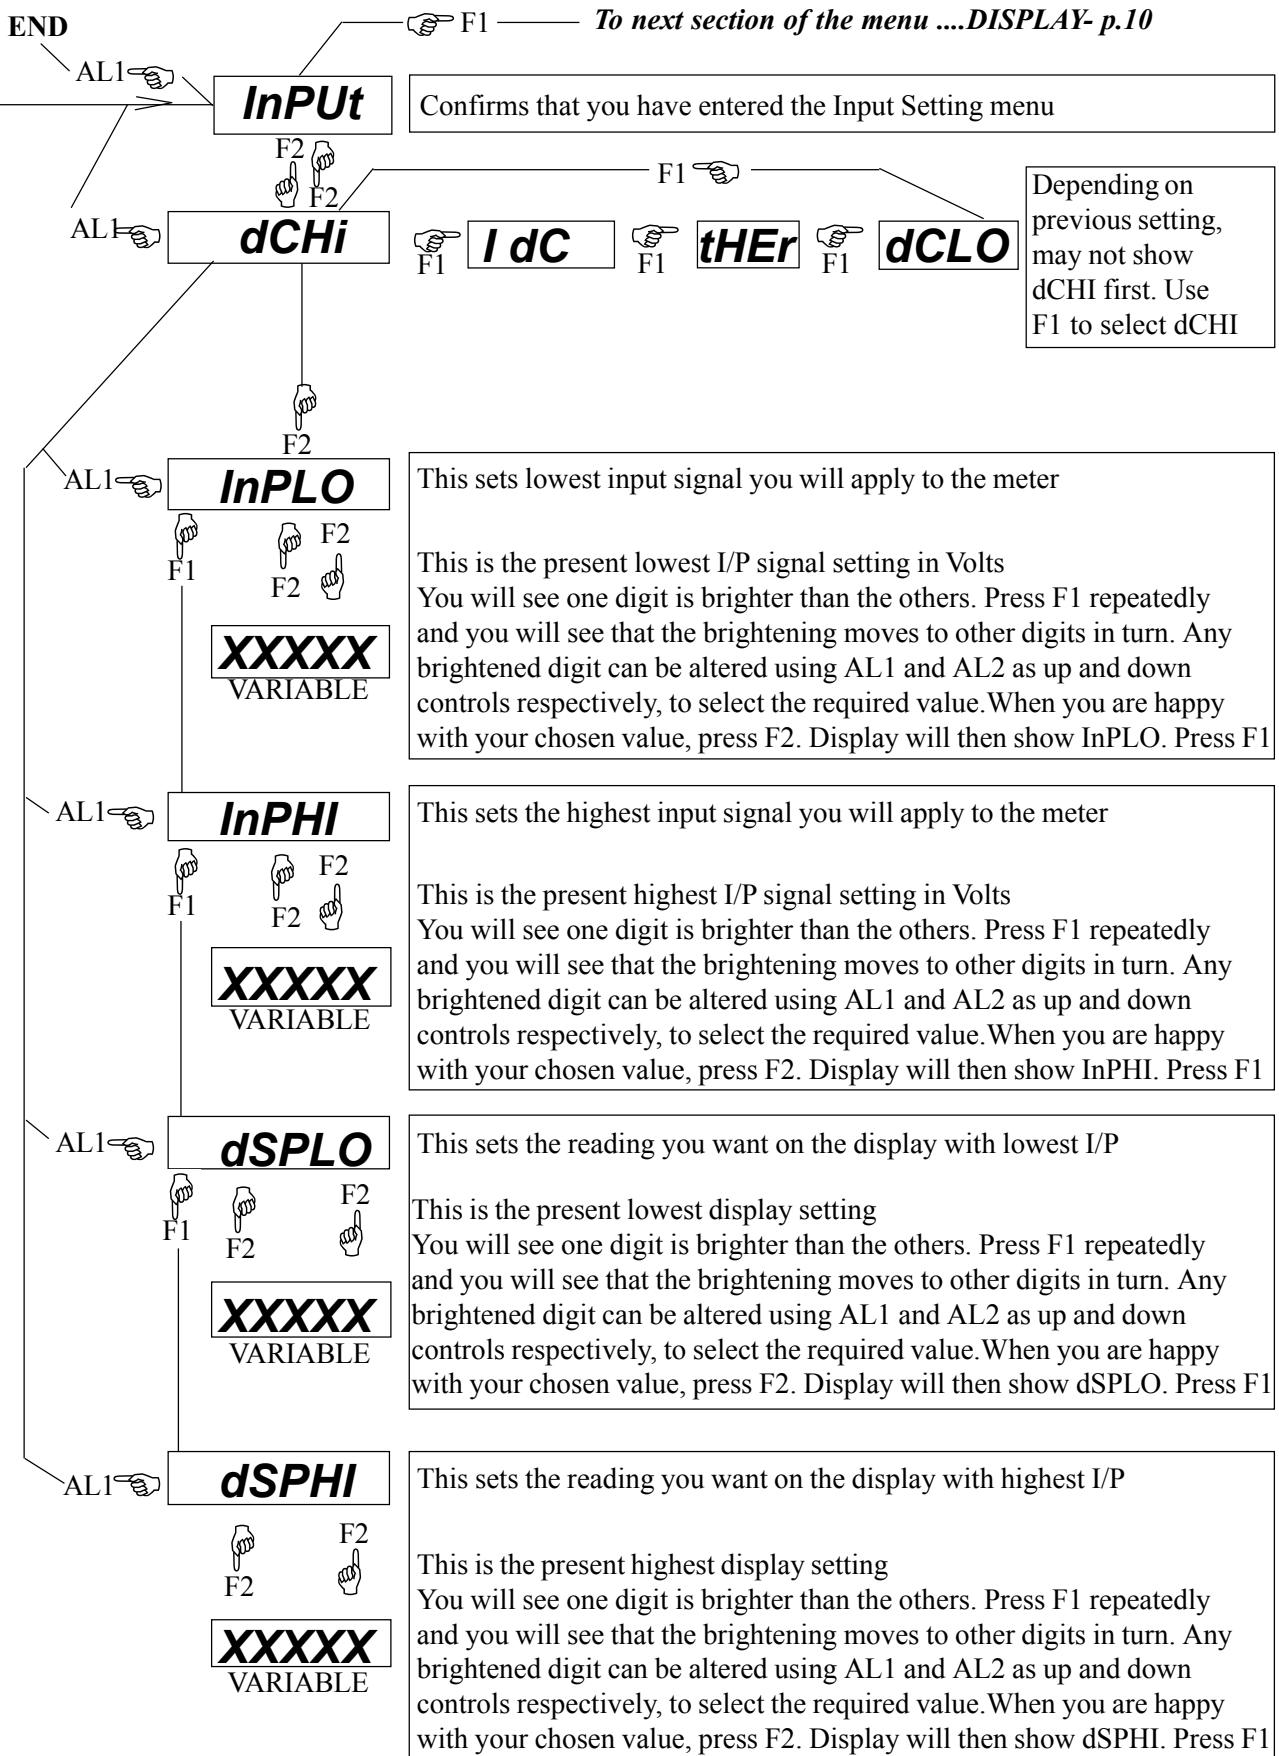 END
F1 To next section of the menu ....DISPLAY- p.10
AL1
InPUt
Confirms that you have entered the Input Setting menu
F2
F2
F1
AL1
dCHi
F1
I dC
F1
tHEr
F1
dCLO
Depending on
previous setting,
may not show
dCHI first. Use
F1 to select dCHI
F2
AL1
InPLO
This sets lowest input signal you will apply to the meter
F1
F2
F2
This is the present lowest I/P signal setting in Volts
You will see one digit is brighter than the others. Press F1 repeatedly
and you will see that the brightening moves to other digits in turn. Any
brightened digit can be altered using AL1 and AL2 as up and down
controls respectively, to select the required value.When you are happy
with your chosen value, press F2. Display will then show InPLO. Press F1
XXXXX
VARIABLE
AL1
InPHI
This sets the highest input signal you will apply to the meter
F1
F2
F2
This is the present highest I/P signal setting in Volts
You will see one digit is brighter than the others. Press F1 repeatedly
and you will see that the brightening moves to other digits in turn. Any
brightened digit can be altered using AL1 and AL2 as up and down
controls respectively, to select the required value.When you are happy
with your chosen value, press F2. Display will then show InPHI. Press F1
XXXXX
VARIABLE
AL1
dSPLO
This sets the reading you want on the display with lowest I/P
F1
F2
F2
This is the present lowest display setting
You will see one digit is brighter than the others. Press F1 repeatedly
and you will see that the brightening moves to other digits in turn. Any
brightened digit can be altered using AL1 and AL2 as up and down
controls respectively, to select the required value.When you are happy
with your chosen value, press F2. Display will then show dSPLO. Press F1
XXXXX
VARIABLE
AL1
dSPHI
This sets the reading you want on the display with highest I/P
F2
F2
This is the present highest display setting
You will see one digit is brighter than the others. Press F1 repeatedly
and you will see that the brightening moves to other digits in turn. Any
brightened digit can be altered using AL1 and AL2 as up and down
controls respectively, to select the required value.When you are happy
with your chosen value, press F2. Display will then show dSPHI. Press F1
XXXXX
VARIABLE